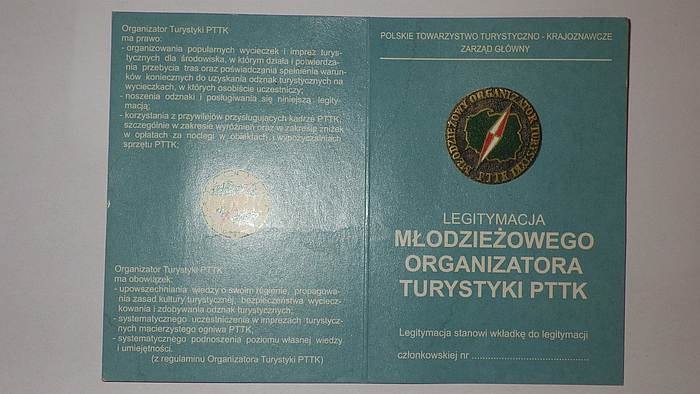 Organizator Turystyki PTTK
ma prawo:
- organizowania popularnych wycieczek i imprez turys-
tycznych dla środowiska, w którym działa i potwierdza-
nia przebycia tras oraz poświadczania spełnienia warun-
ków koniecznych do uzyskania odznak turystycznych na
wycieczkach, w których osobiście uczestniczy;
- noszenia odznaki i posługiwania się niniejszą legity-
macją;
- korzystania z przywilejów przysługujących kadrze PTTK,
szczególnie w zakresie wyróżnień oraz w zakresie zniżek
w opłatach za noclegi w obiektach i wypożyczalniach
sprzętu PTTK;
Organizator Turystyki PTTK
ma obowiązek:
- upowszechniania wiedzy o swoim regionie, propagowa-
nia zasad kultury turystycznej, bezpieczeństwa wyciecz-
kowania i zdobywania odznak turystycznych;
- systematycznego uczestniczenia w imprezach turystycz-
nych macierzystego ogniwa PTTK;
- systematycznego podnoszenia poziomu własnej wiedzy
i umiejętności.
(z regulaminu Organizatora Turystyki PTTK)
POLSKIE TOWARZYSTWO TURYSTYCZNO - KRAJOZNAWCZE
ZARZĄD GŁÓWNY
MŁODZIEŻOWY ORGANIZATOR TURYSTYKI PTTK
LEGITYMACJA
MŁODZIEŻOWEGO
ORGANIZATORA
TURYSTYKI PTTK
Legitymacja stanowi wkładkę do legitymacji
członkowskiej nr ........................................